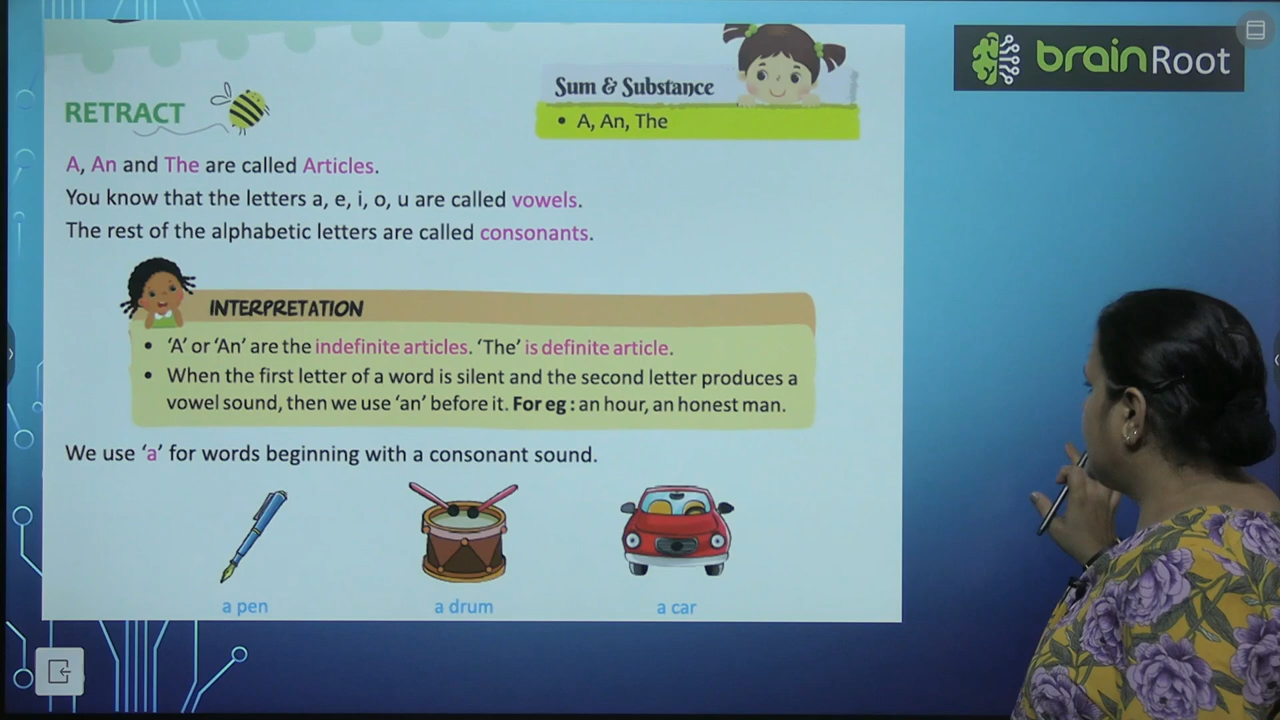 brainRoot
Sum & Substance
RETRACT
• A, An, The
A, An and The are called Articles.
You know that the letters a, e, i, o, u are called vowels.
The rest of the alphabetic letters are called consonants.
INTERPRETATION
• ‘A’ or ‘An’ are the indefinite articles. ‘The’ is definite article.
• When the first letter of a word is silent and the second letter produces a
vowel sound, then we use ‘an’ before it. For eg : an hour, an honest man.
We use ‘a’ for words beginning with a consonant sound.
a pen
a drum
a car